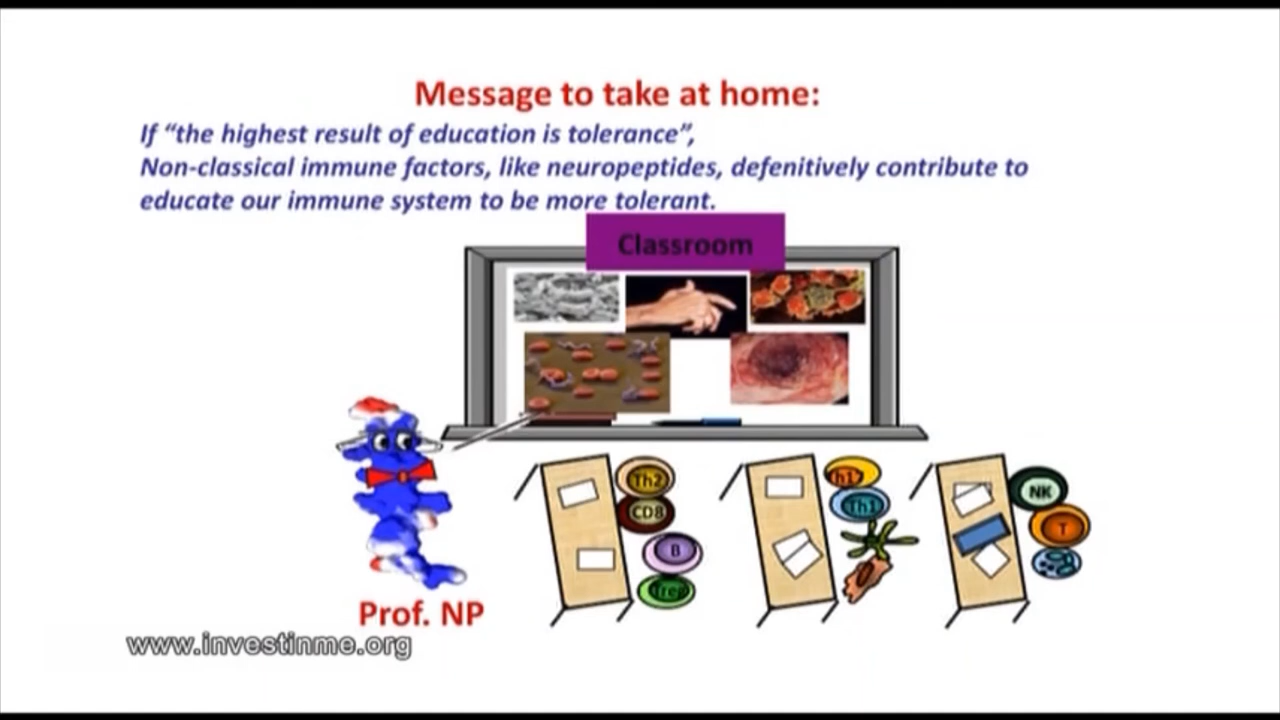 Message to take at home:
If “the highest result of education is tolerance”,
Non-classical immune factors, like neuropeptides, defenitively contribute to
educate our immune system to be more tolerant.
Classroom
Th2
CD8
B
Treg
Th17
Th1
NK
T
Prof. NP
www.investinme.org